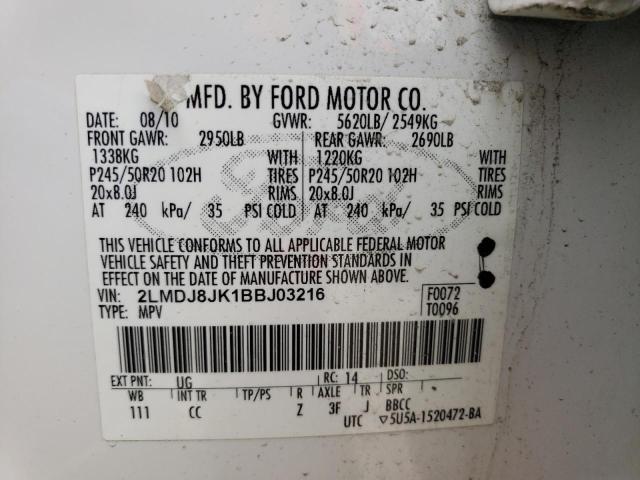 MFD. BY FORD MOTOR CO.
DATE: 08/10 GVWR: 5620LB/ 2549KG
FRONT GAWR: 2950LB REAR GAWR: 2690LB
1338KG WITH 1220KG WITH
P245/50R20 102H TIRES P245/50R20 102H TIRES
20x8.0J RIMS 20x8.0J RIMS
AT 240 kPa/ 35 PSI COLD AT 240 kPa/ 35 PSI COLD
THIS VEHICLE CONFORMS TO ALL APPLICABLE FEDERAL MOTOR
VEHICLE SAFETY AND THEFT PREVENTION STANDARDS IN
EFFECT ON THE DATE OF MANUFACTURE SHOWN ABOVE.
VIN: 2LMDJ8JK1BBJ03216 F0072
TYPE: MPV T0096
EXT PNT: UG RC: 14 DSO:
WB INT TR TP/PS R AXLE TR SPR
111 CC Z 3F J BBCC
UTC ▽5U5A-1520472-BA